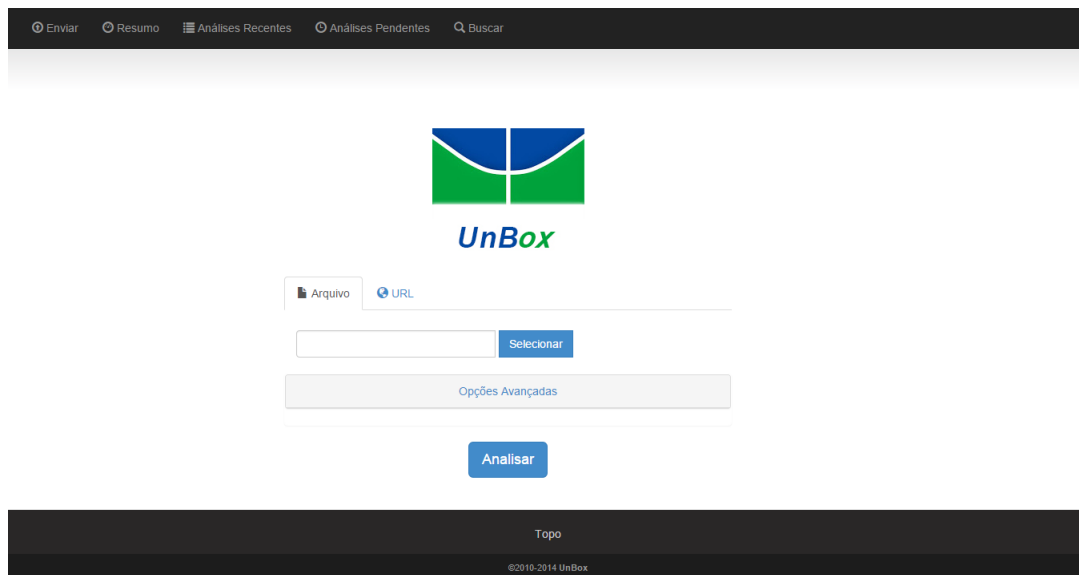 Enviar Resumo Análises Recentes Análises Pendentes Buscar
UnBox
Arquivo URL
Selecionar
Opções Avançadas
Analisar
Topo
©2010-2014 UnBox